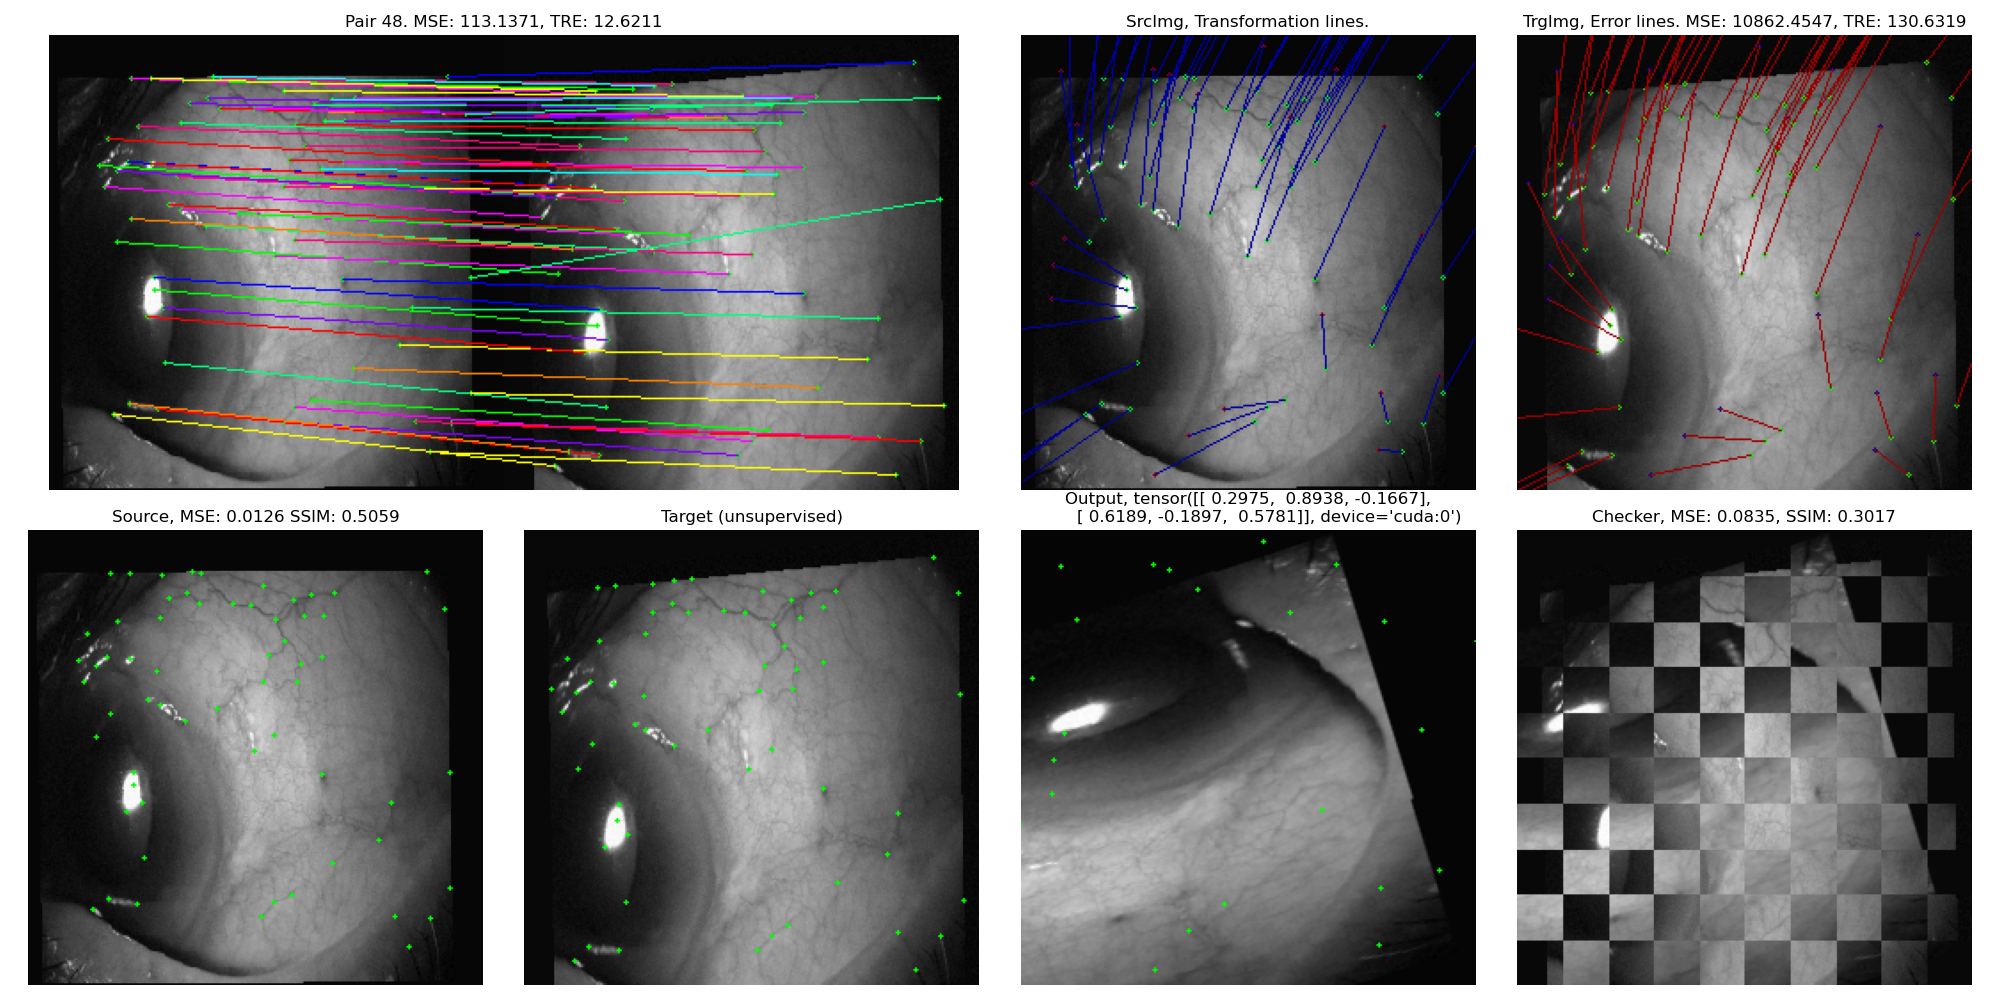 Pair 48. MSE: 113.1371, TRE: 12.6211
SrcImg, Transformation lines.
TrgImg, Error lines. MSE: 10862.4547, TRE: 130.6319
Source, MSE: 0.0126 SSIM: 0.5059
Target (unsupervised)
Output, tensor([[ 0.2975,  0.8938, -0.1667],
[ 0.6189, -0.1897,  0.5781]], device='cuda:0')
Checker, MSE: 0.0835, SSIM: 0.3017